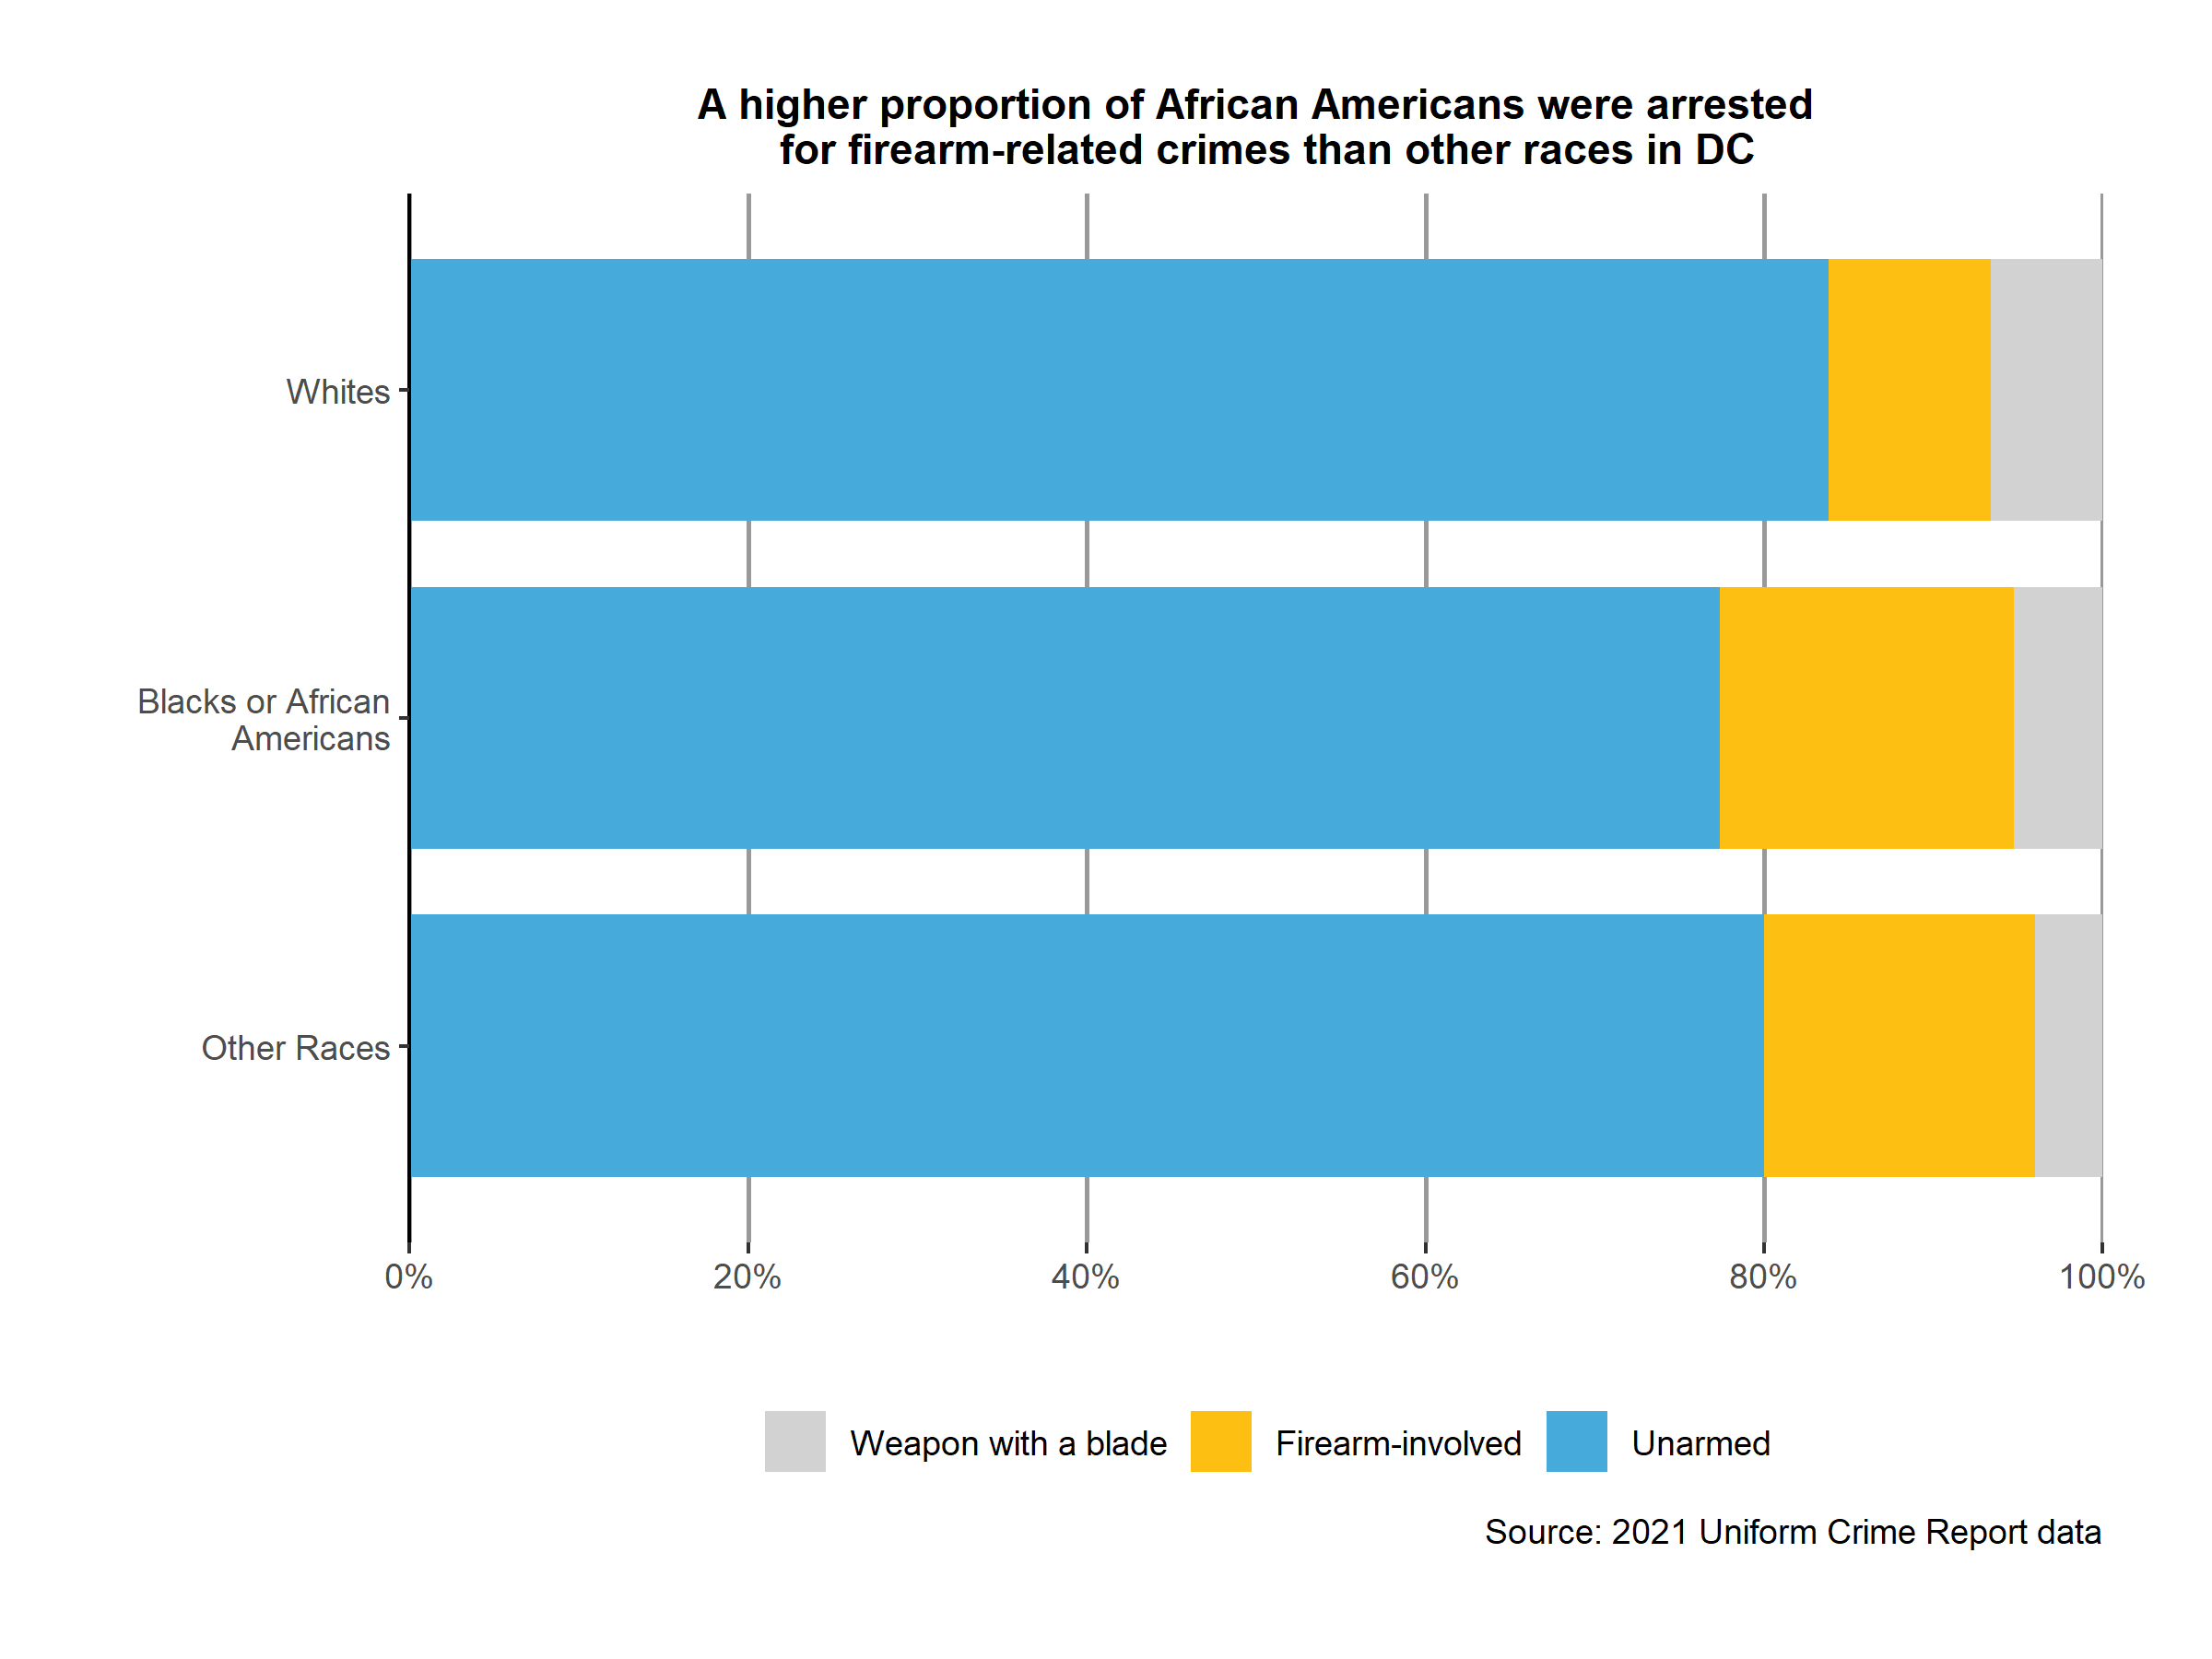 A higher proportion of African Americans were arrested
for firearm-related crimes than other races in DC
Whites
Blacks or African
Americans
Other Races
0%
20%
40%
60%
80%
100%
Weapon with a blade
Firearm-involved
Unarmed
Source: 2021 Uniform Crime Report data